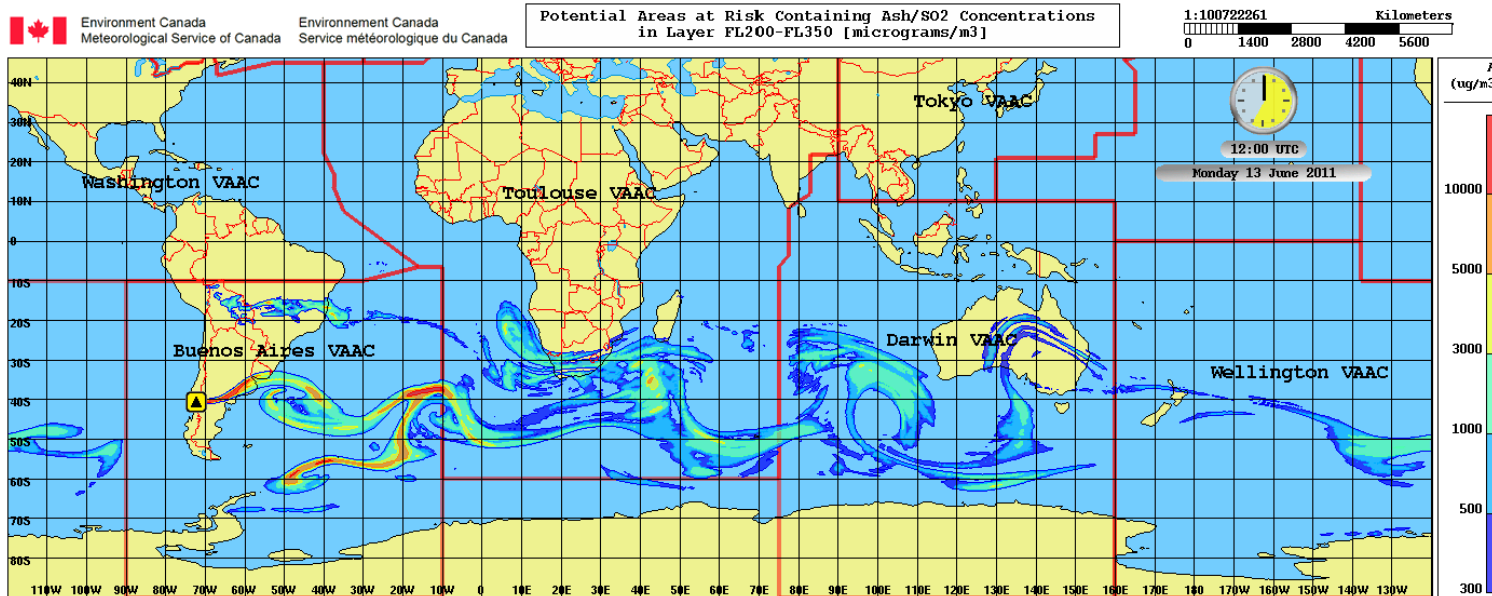 Environment Canada
Meteorological Service of Canada
Environnement Canada
Service météorologique du Canada
Potential Areas at Risk Containing Ash/SO2 Concentrations
in Layer FL200-FL350 [micrograms/m3]
1:100722261 Kilometers
0 1400 2800 4200 5600
(ug/m3
40N
Tokyo VAAC
30N
12:00 UTC
20N
Monday 13 June 2011
Washington VAAC
Toulouse VAAC
10N
10000
0
10S
5000
20S
Buenos Aires VAAC
Darwin VAAC
3000
30S
Wellington VAAC
40S
1000
50S
60S
500
70S
80S
300
110W 100W 90W 80W 70W 60W 50W 40W 30W 20W 10W 0 10E 20E 30E 40E 50E 60E 70E 80E 90E 100E 110E 120E 130E 140E 150E 160E 170E 180E 170W 160W 150W 140W 130W